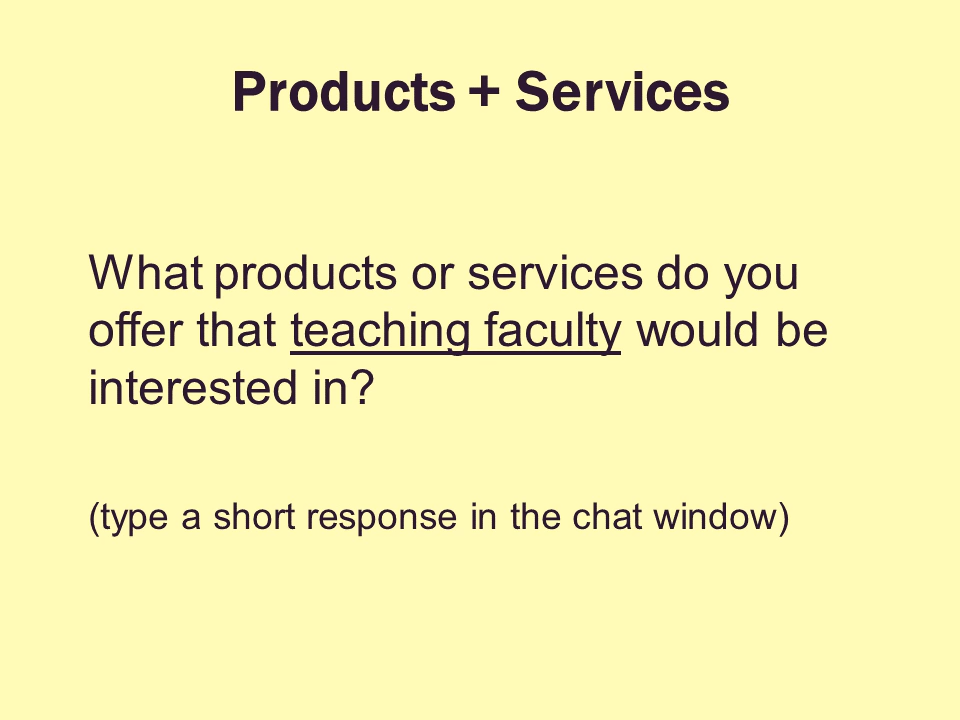 Products + Services
What products or services do you
offer that teaching faculty would be
interested in?
(type a short response in the chat window)